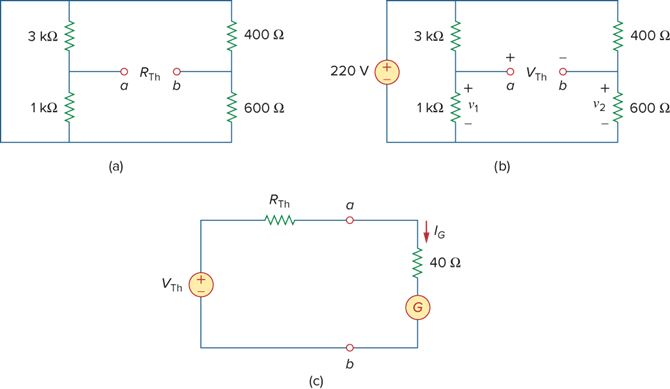 3 kΩ
400 Ω
a
R_Th
b
1 kΩ
600 Ω
(a)
220 V
+
−
3 kΩ
400 Ω
+
a
V_Th
−
b
1 kΩ
+
v_1
−
+
v_2
−
600 Ω
(b)
R_Th
a
I_G
40 Ω
V_Th
+
−
G
b
(c)